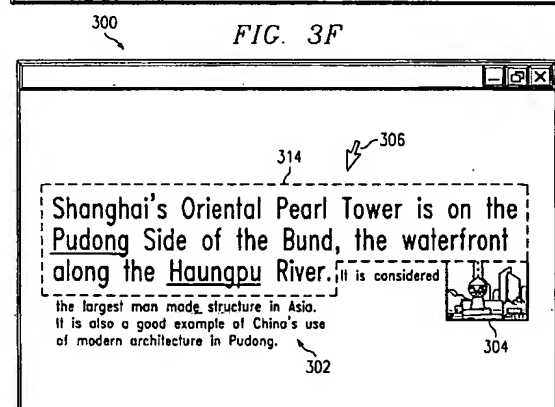 300
FIG. 3F
306
314
Shanghai's Oriental Pearl Tower is on the
Pudong Side of the Bund, the waterfront
along the Haungpu River. It is considered
the largest man made structure in Asia.
It is also a good example of China's use
of modern architecture in Pudong.
304
302